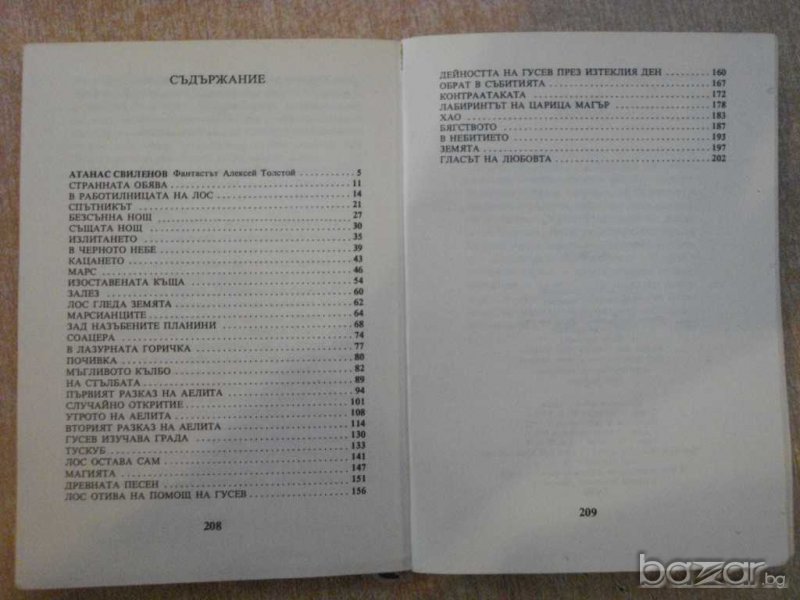 СЪДЪРЖАНИЕ
АТАНАС СВИЛЕНОВ Фантастът Алексей Толстой 5
СТРАННАТА ОБЯВА 11
В РАБОТИЛНИЦАТА НА ЛОС 14
СПЪТНИКЪТ 21
БЕЗСЪННА НОЩ 27
СЪЩАТА НОЩ 30
ИЗЛИТАНЕТО 35
В ЧЕРНОТО НЕБЕ 39
КАЦАНЕТО 43
МАРС 46
ИЗОСТАВЕНАТА КЪЩА 54
ЗАЛЕЗ 60
ЛОС ГЛЕДА ЗЕМЯТА 62
МАРСИАНЦИТЕ 64
ЗАД НАЗЪБЕНИТЕ ПЛАНИНИ 68
СОАЦЕРА 74
В ЛАЗУРНАТА ГОРИЧКА 77
ПОЧИВКА 80
МЪГЛИВОТО КЪЛБО 82
НА СТЪЛБАТА 89
ПЪРВИЯТ РАЗКАЗ НА АЕЛИТА 94
СЛУЧАЙНО ОТКРИТИЕ 101
УТРОТО НА АЕЛИТА 108
ВТОРИЯТ РАЗКАЗ НА АЕЛИТА 114
ГУСЕВ ИЗУЧАВА ГРАДА 130
ТУСКУБ 133
ЛОС ОСТАВА САМ 141
МАГИЯТА 147
ДРЕВНАТА ПЕСЕН 151
ЛОС ОТИВА НА ПОМОЩ НА ГУСЕВ 156
208
ДЕЙНОСТТА НА ГУСЕВ ПРЕЗ ИЗТЕКЛИЯ ДЕН 160
ОБРАТ В СЪБИТИЯТА 167
КОНТРААТАКАТА 172
ЛАБИРИНТЪТ НА ЦАРИЦА МАГЪР 178
ХАО 183
БЯГСТВОТО 187
В НЕБИТИЕТО 193
ЗЕМЯТА 197
ГЛАСЪТ НА ЛЮБОВТА 202
209
bazar.bg